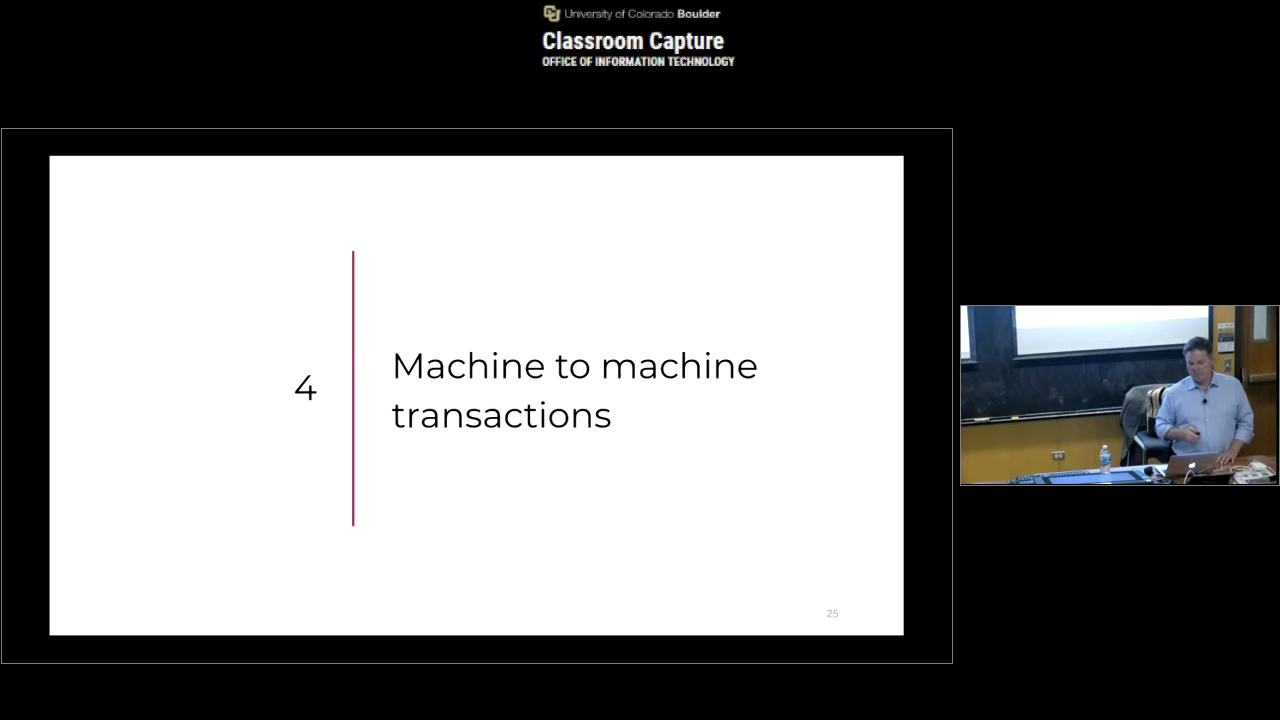 University of Colorado Boulder
Classroom Capture
OFFICE OF INFORMATION TECHNOLOGY
4
Machine to machine
transactions
25